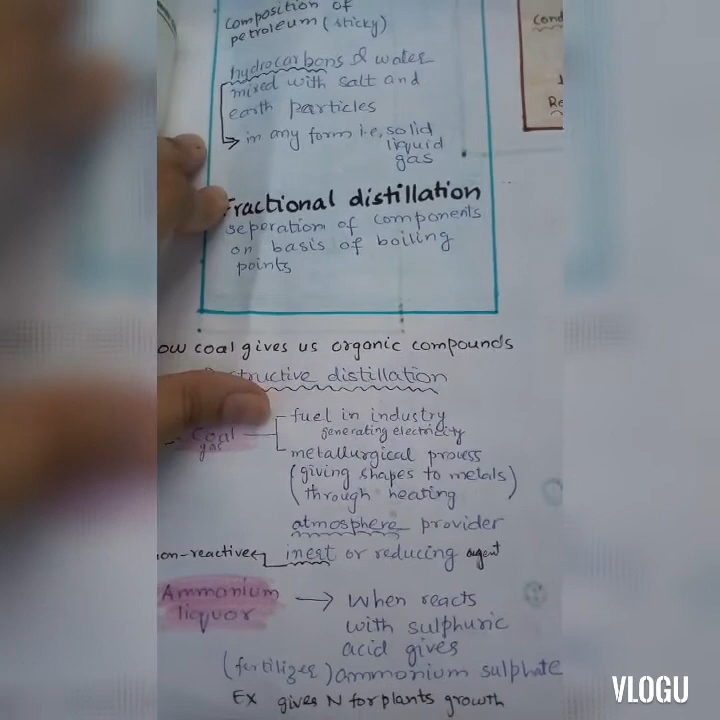 composition of
petroleum (sticky)
hydrocarbons & water
mixed with salt and
earth particles
in any form i.e, solid
liquid
gas
Fractional distillation
seperation of components
on basis of boiling
points
ow coal gives us organic compounds
structive distillation
Coal
gas
fuel in industry
generating electricity
metallurgical process
(giving shapes to metals
through heating)
atmosphere provider
on-reactive
inert or reducing agent
Ammonium
liquor
When reacts
with sulphuric
acid gives
(fertilizer) ammonium sulphate
Ex gives N for plants growth
Cond
Re
VLOGU